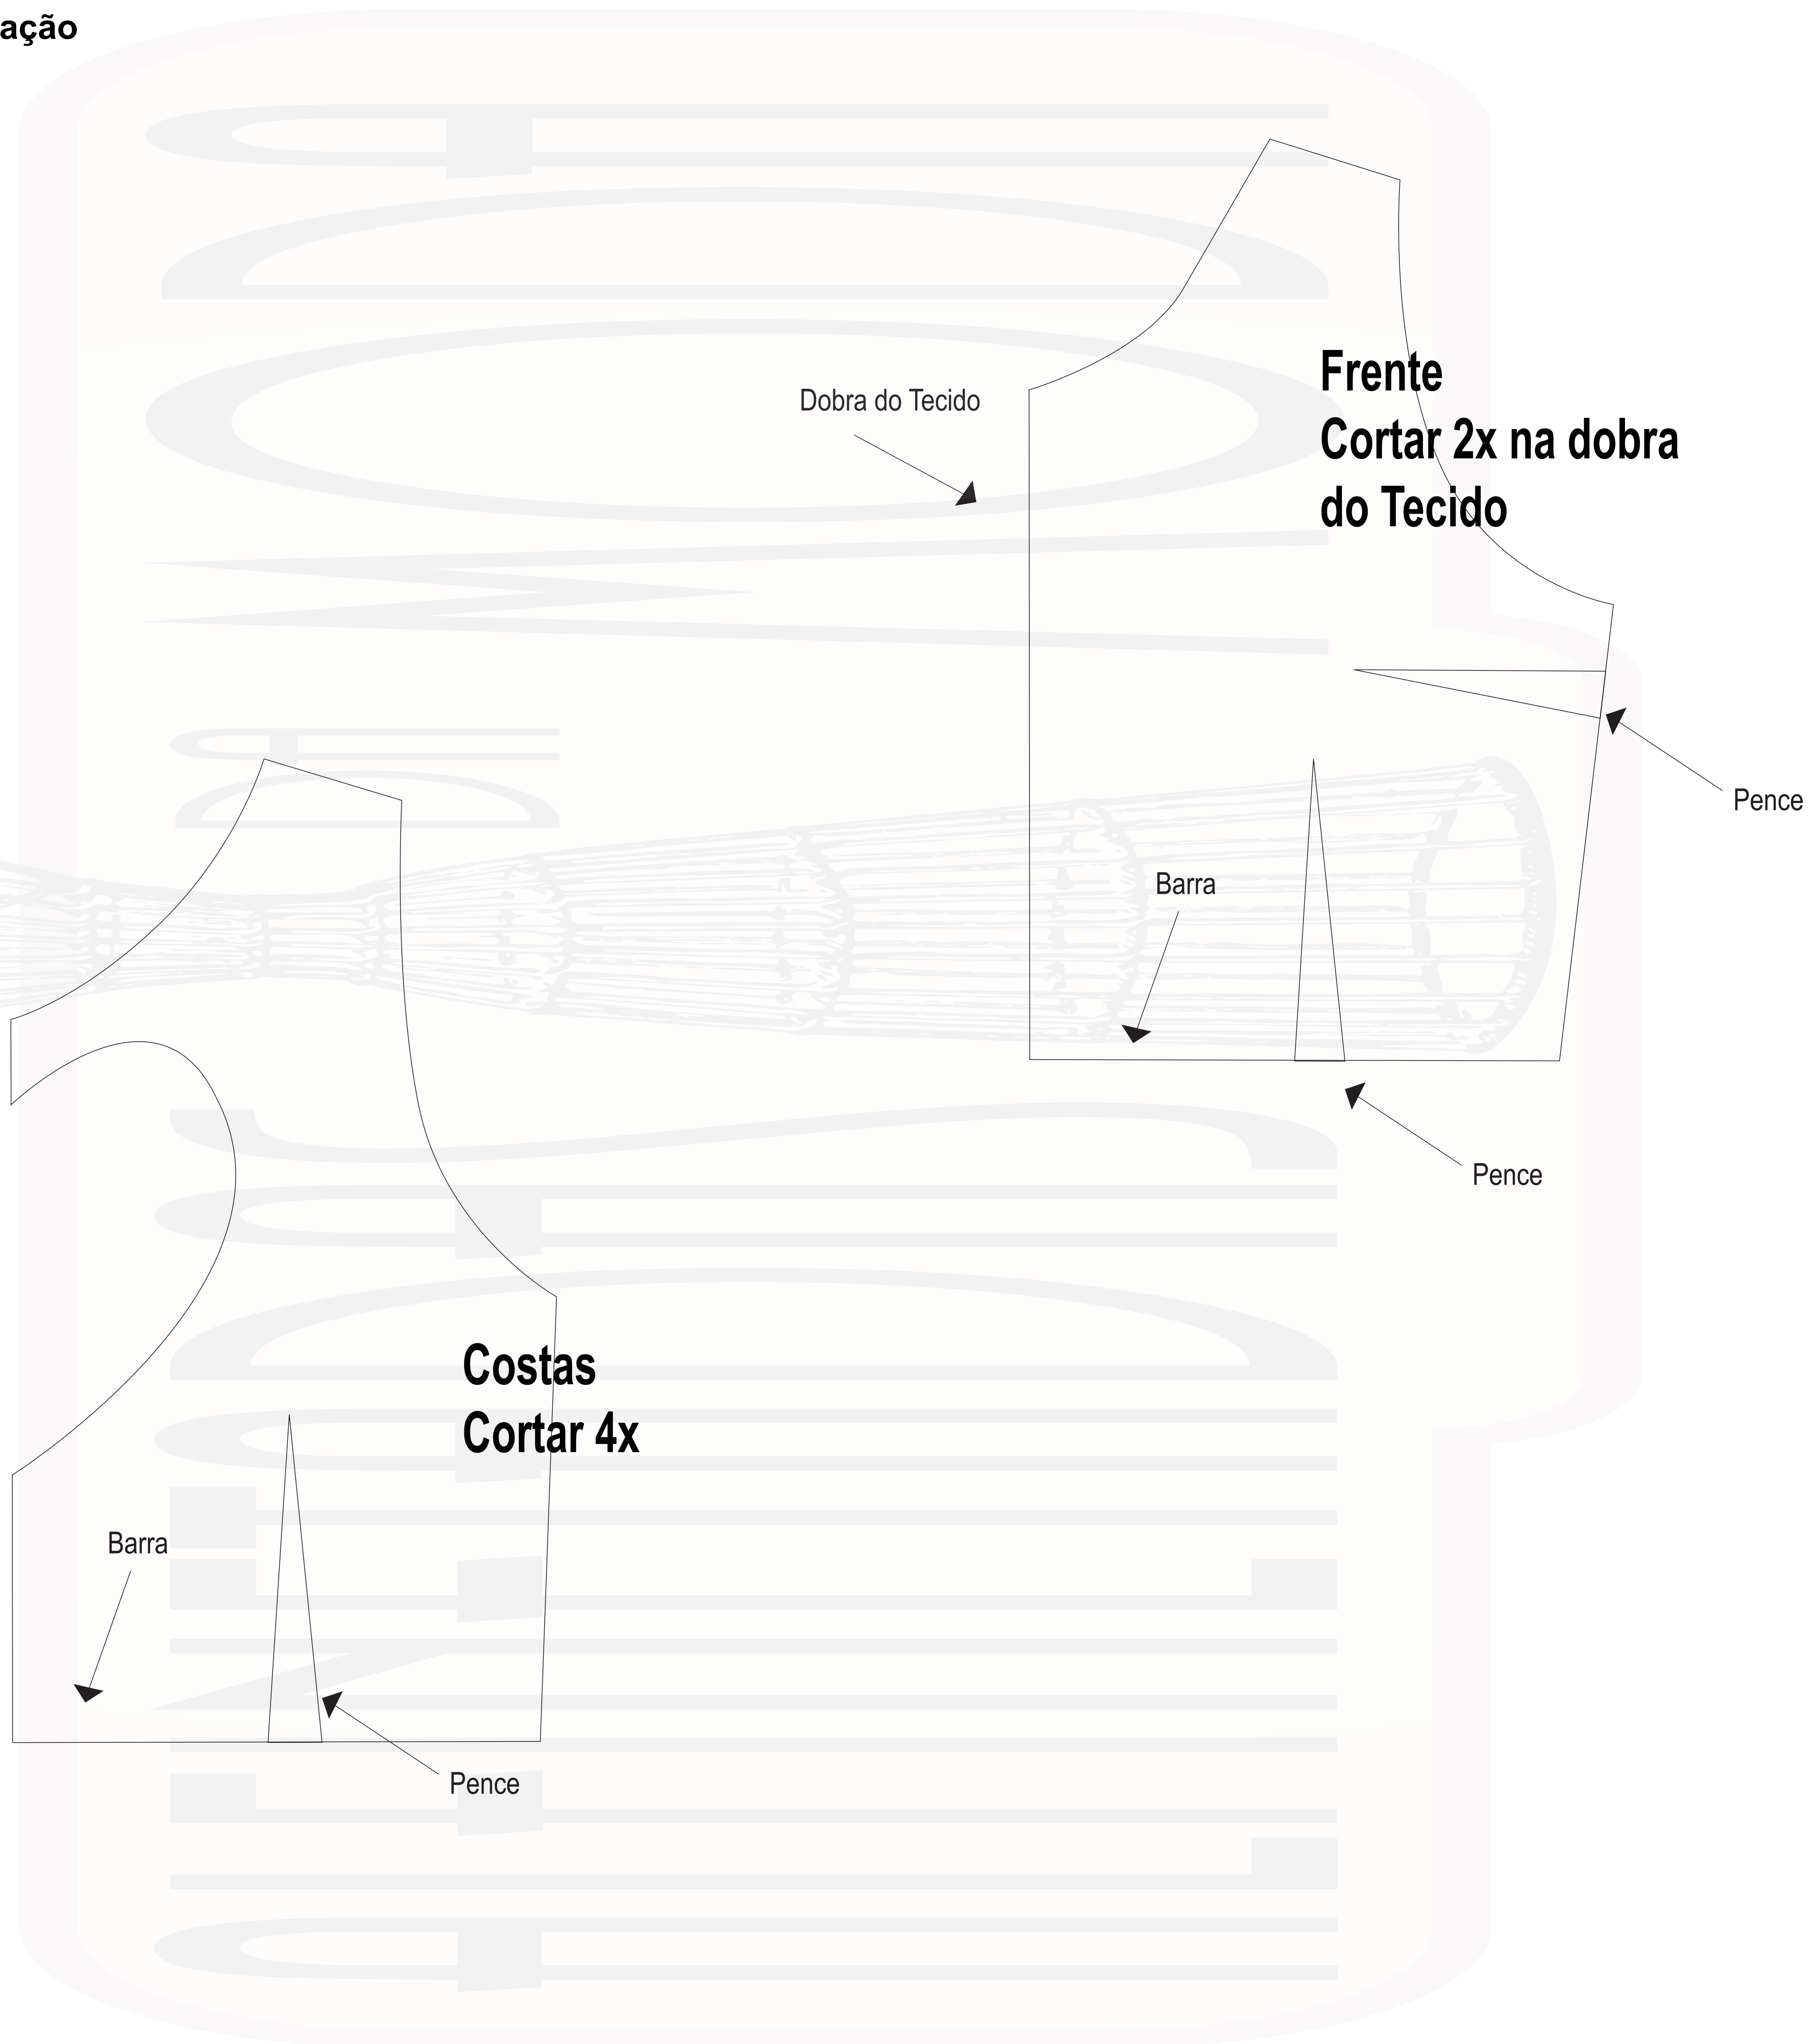 ação
Dobra do Tecido
Frente
Cortar 2x na dobra
do Tecido
Pence
Barra
Pence
Costas
Cortar 4x
Barra
Pence